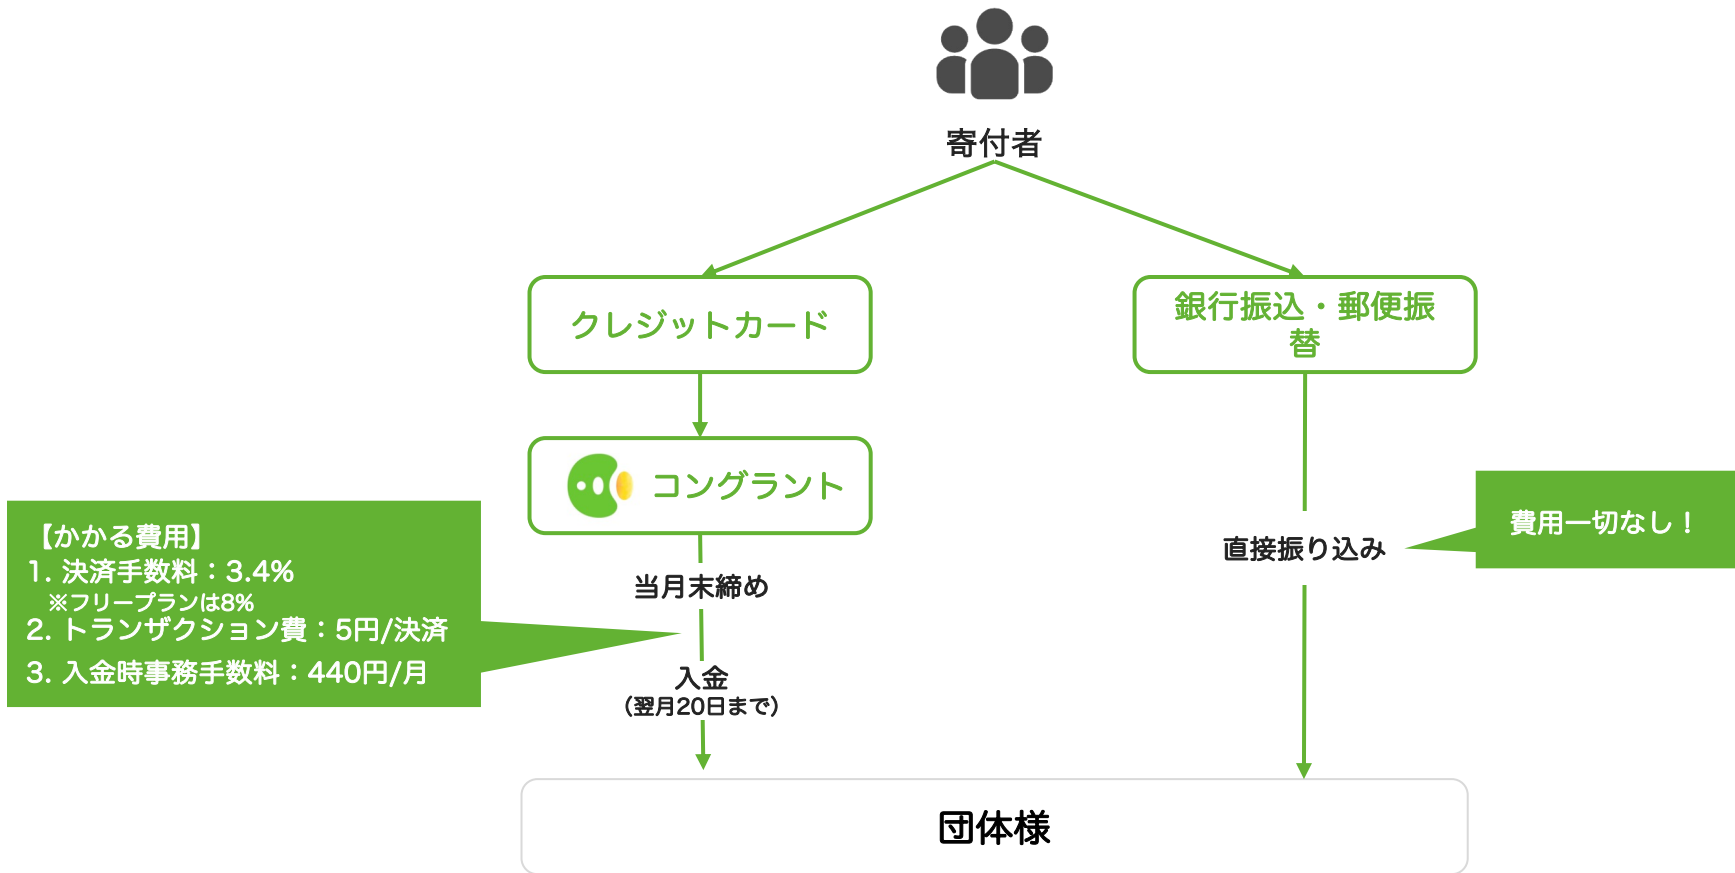 寄付者
クレジットカード
銀行振込・郵便振
替
コングラント
【かかる費用】
1. 決済手数料：3.4%
※フリープランは8%
2. トランザクション費：5円/決済
3. 入金時事務手数料：440円/月
当月末締め
入金
（翌月20日まで）
直接振り込み
費用一切なし！
団体様